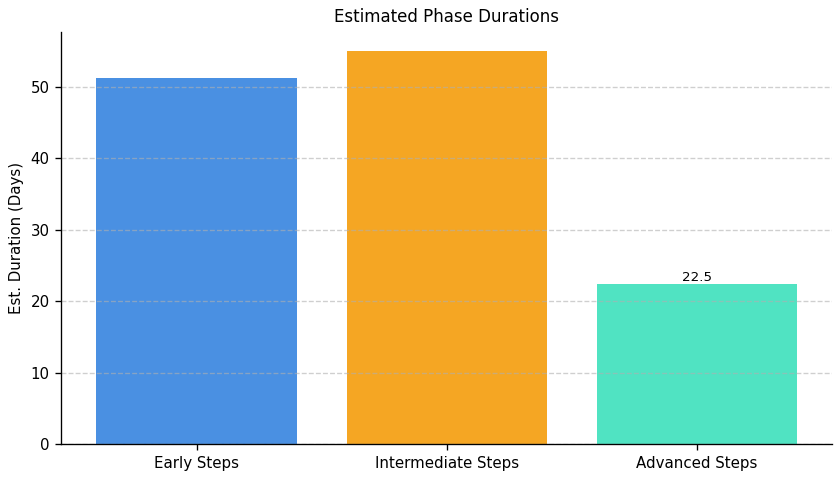 Estimated Phase Durations
Est. Duration (Days)
50
40
30
20
10
0
22.5
Early Steps
Intermediate Steps
Advanced Steps